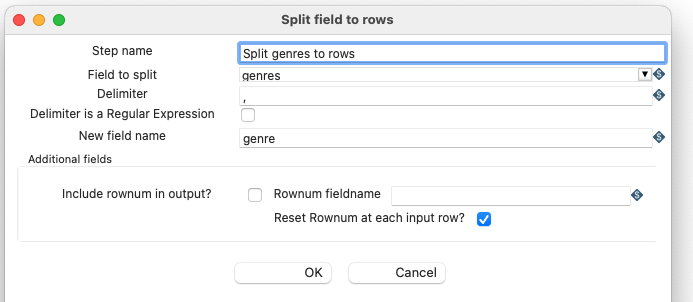 Split field to rows
Step name Split genres to rows
Field to split genres
Delimiter ,
Delimiter is a Regular Expression
New field name genre
Additional fields
Include rownum in output? Rownum fieldname
Reset Rownum at each input row?
OK Cancel